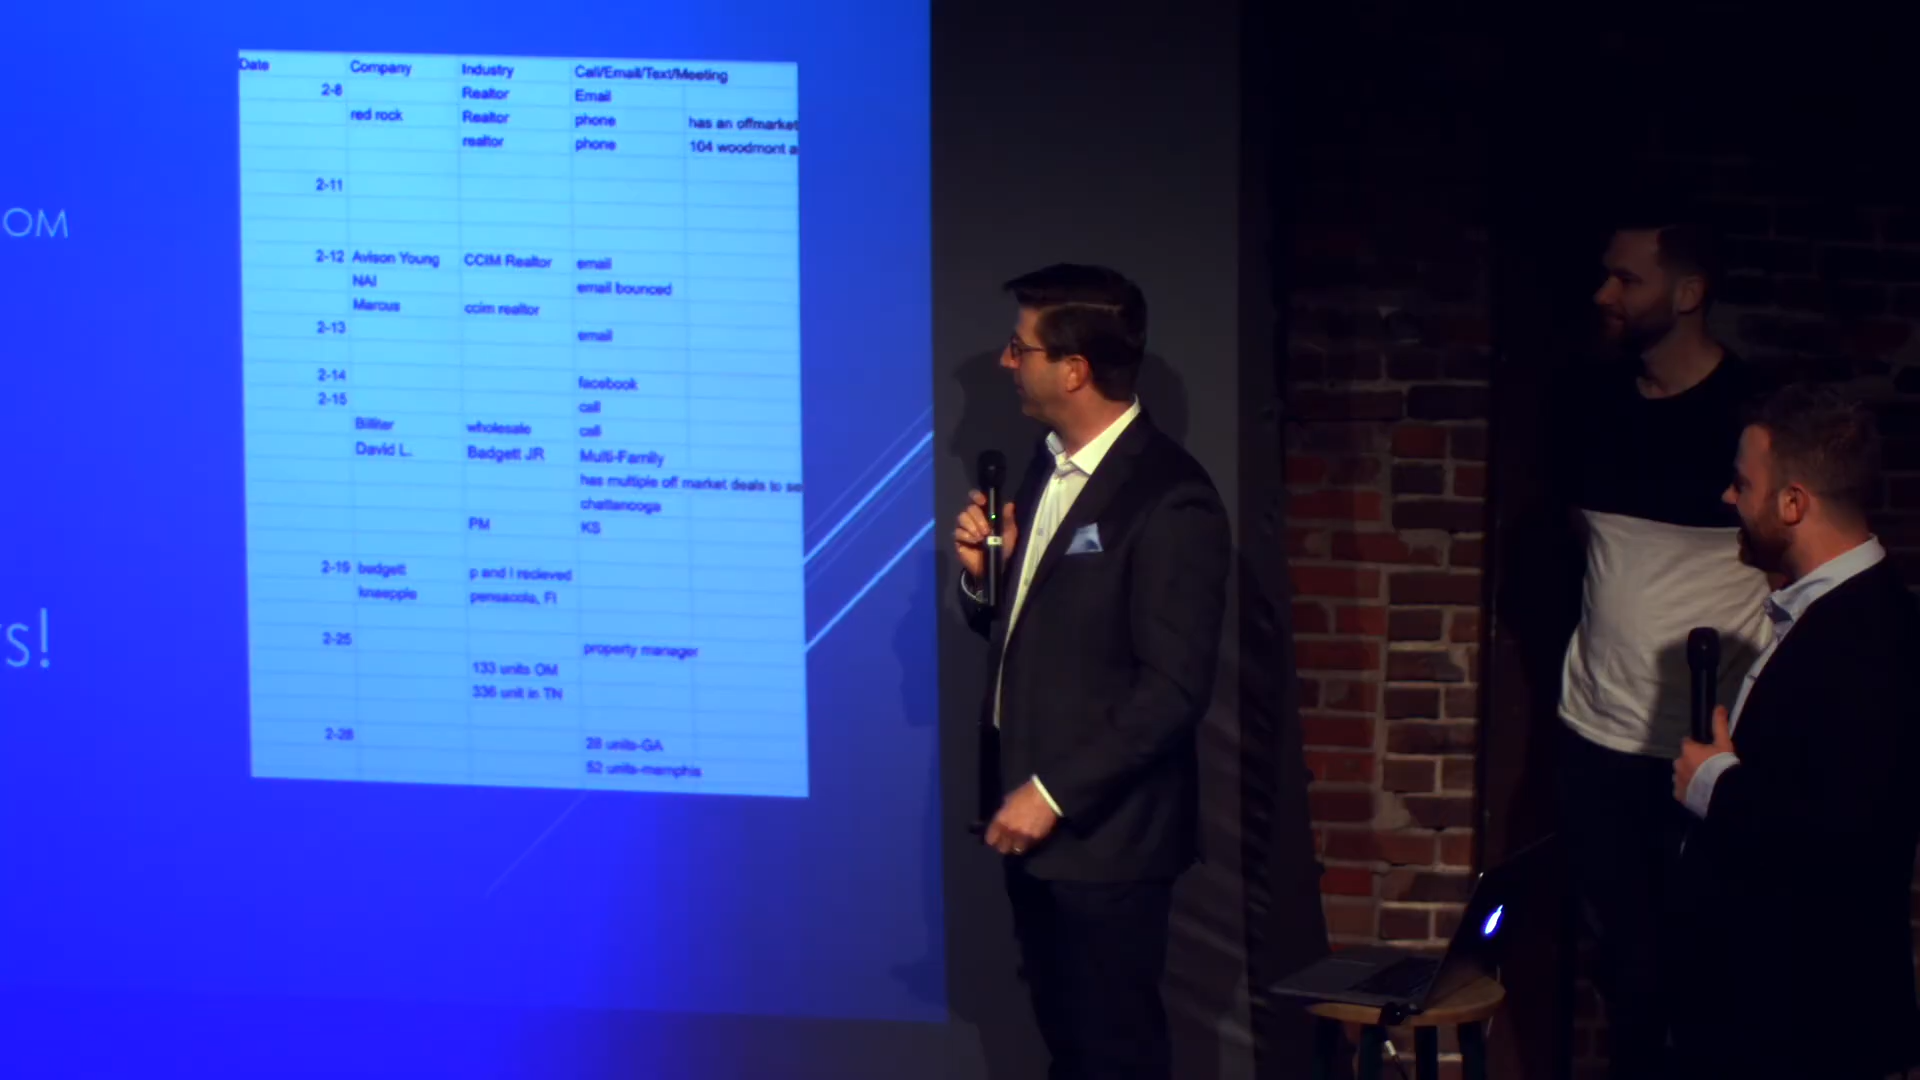 OM
s!
Date Company Industry Call/Email/Text/Meeting
2-8 Realtor Email
red rock Realtor phone has an offmarket
realtor phone 104 woodmont a
2-11
2-12 Avison Young CCIM Realtor email
NAI email bounced
Marcus ccim realtor
2-13 email
2-14 facebook
2-15 call
Billiter wholesale call
David L. Badgett JR Multi-Family
has multiple off market deals to se
chattanooga
PM KS
2-19 badgett p and l recieved
knaepple pensacola, Fl
2-25 property manager
133 units OM
336 unit in TN
2-28 28 units-GA
52 units-memphis